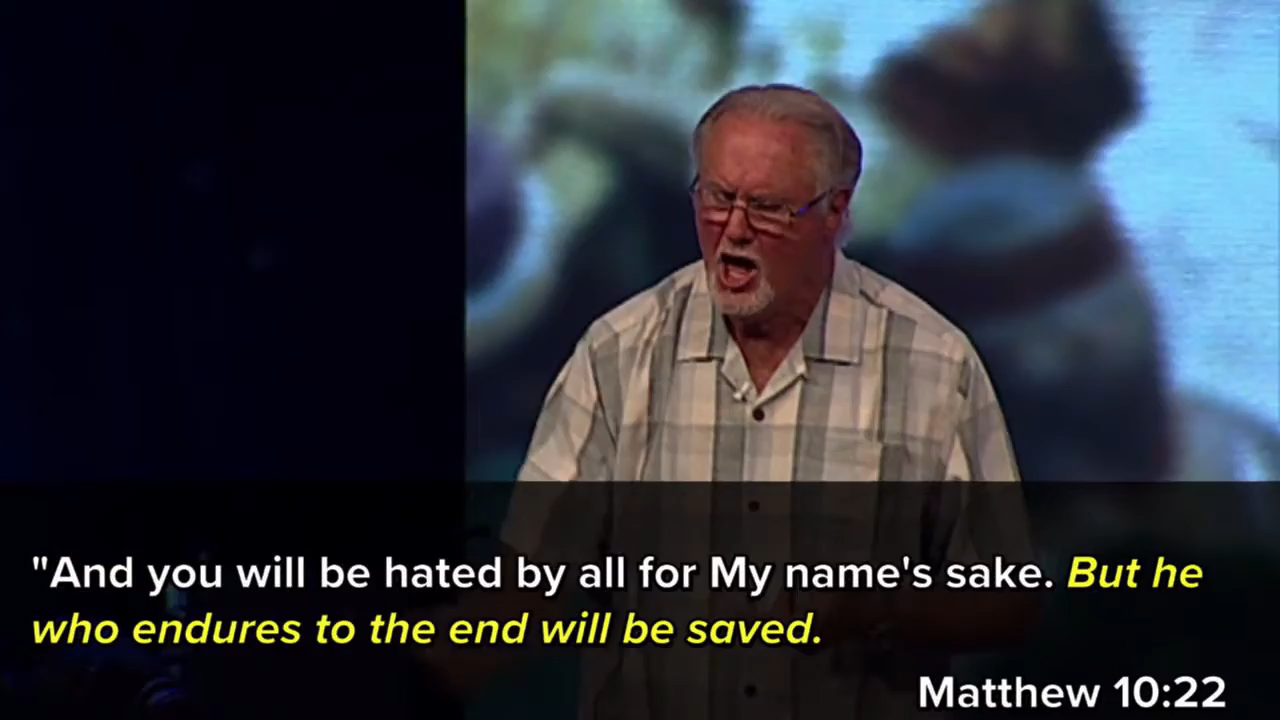 "And you will be hated by all for My name's sake. But he
who endures to the end will be saved.
Matthew 10:22